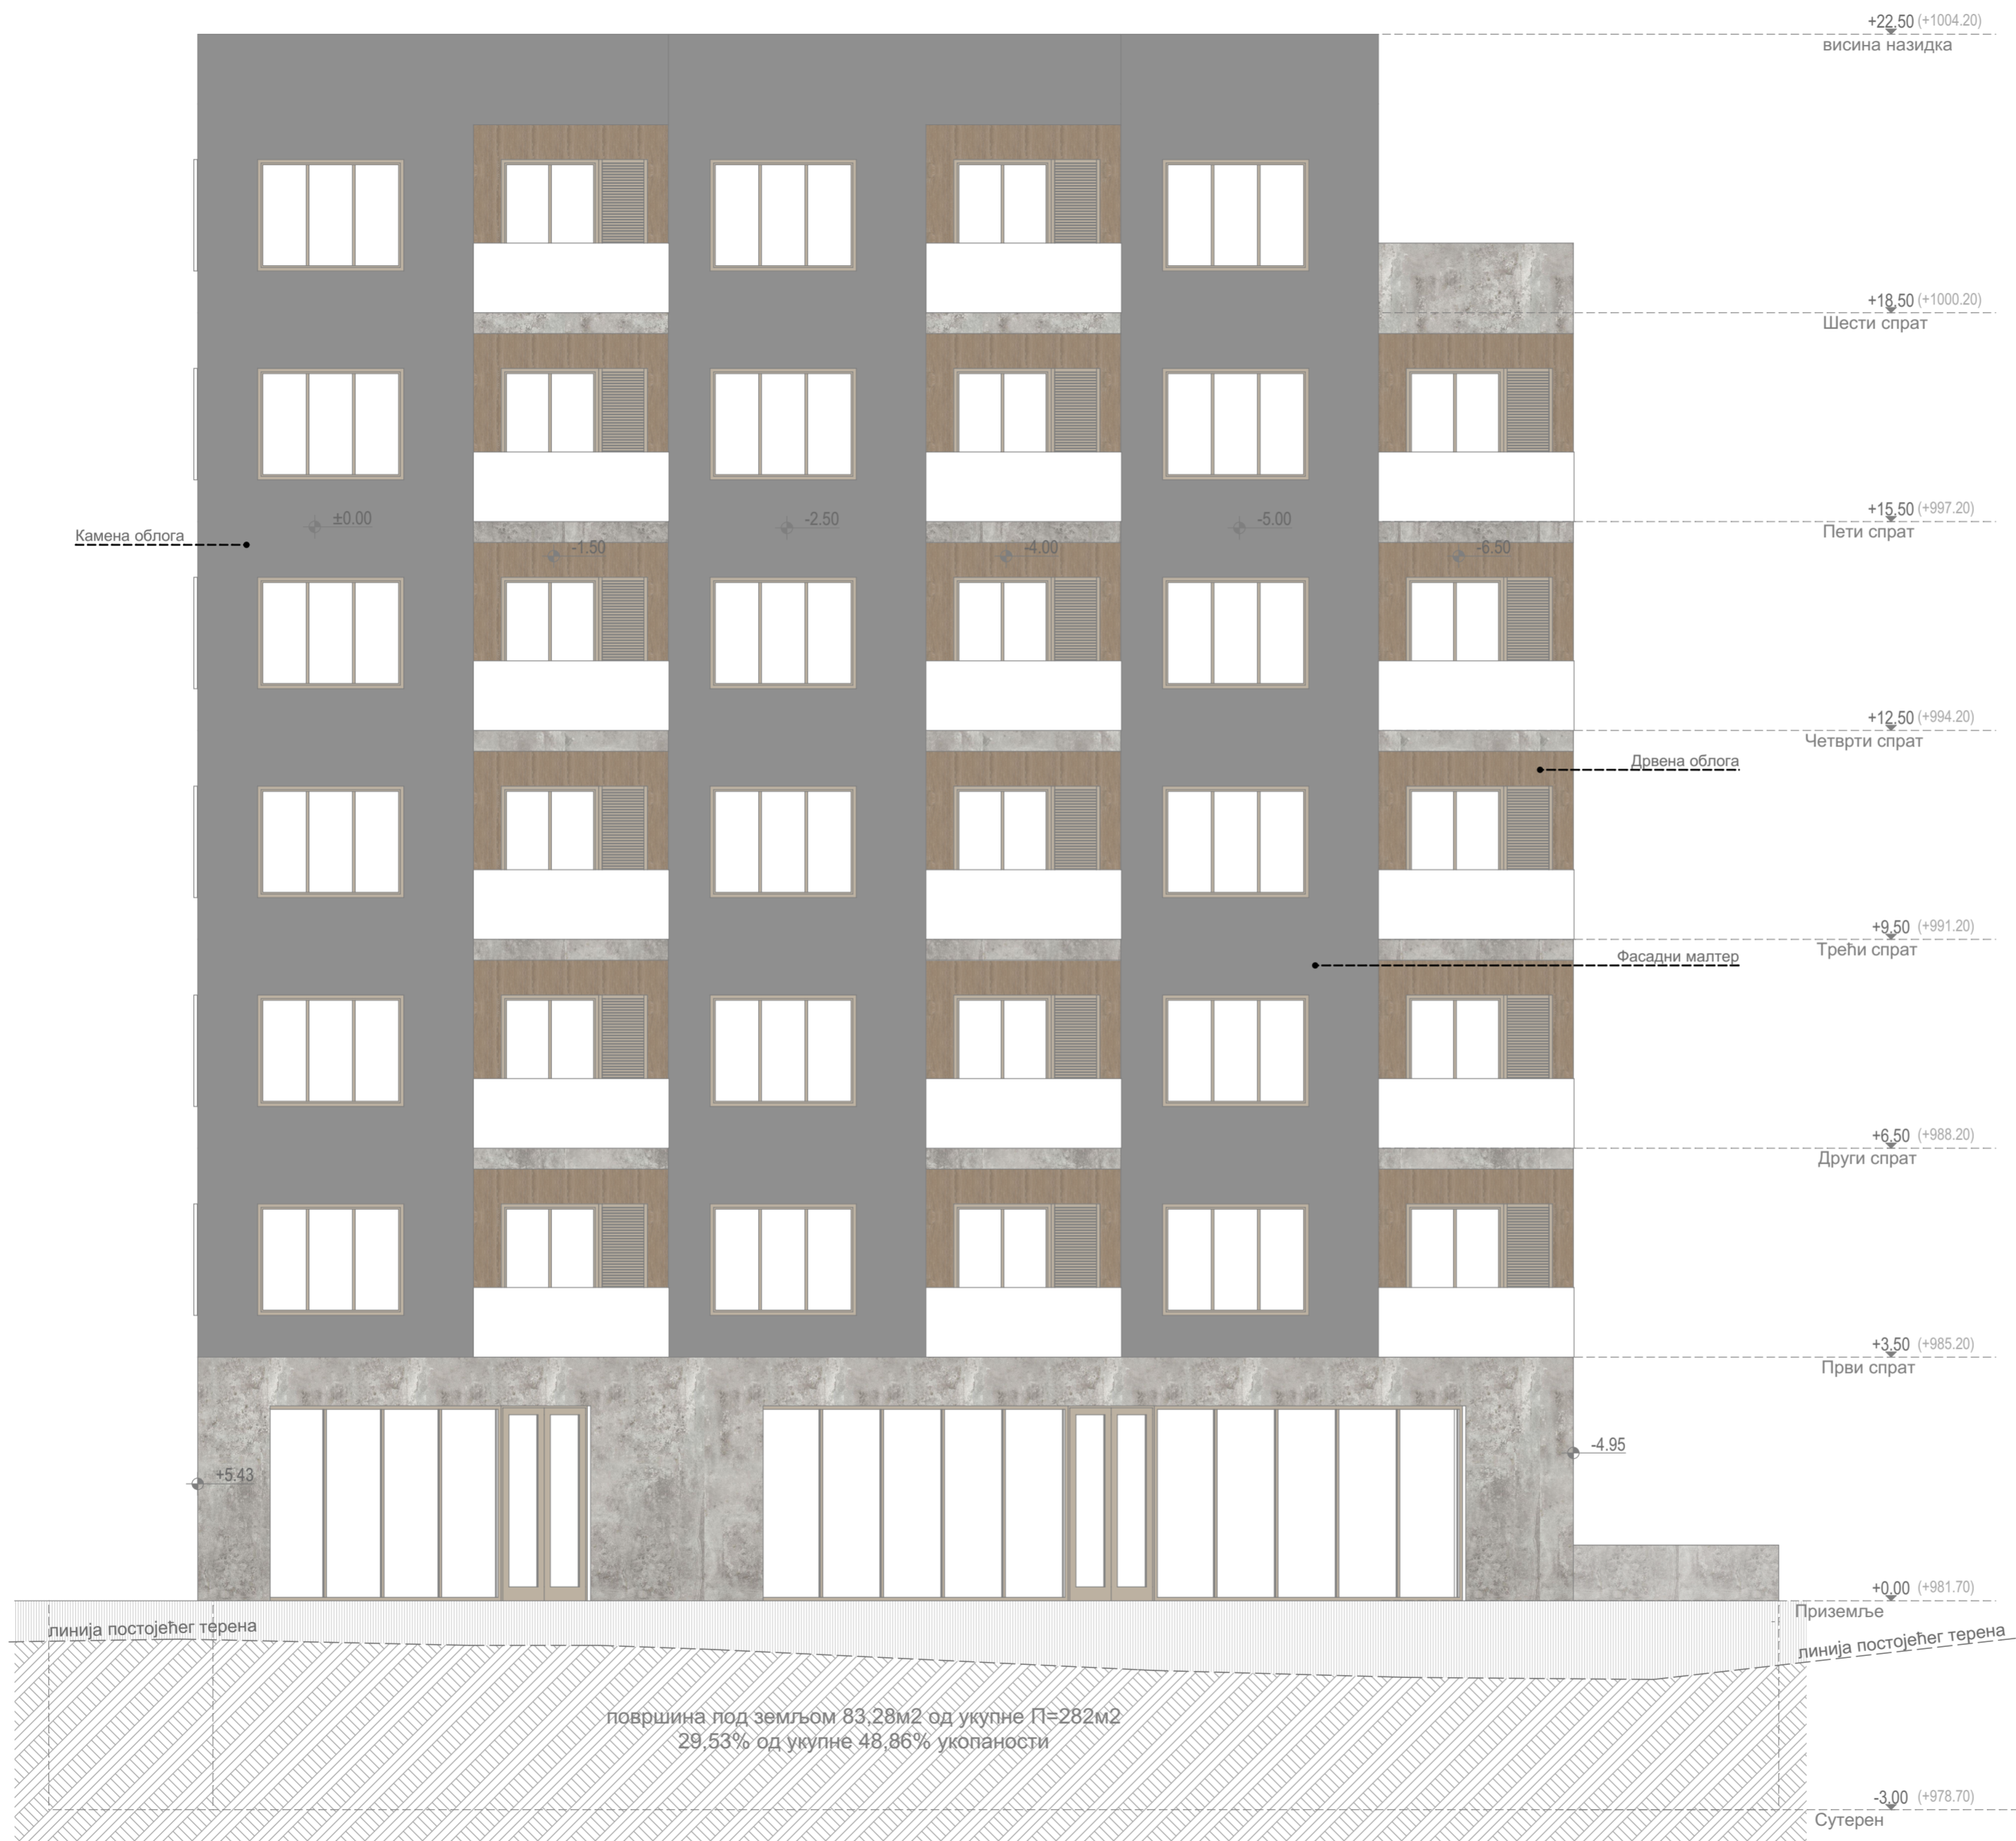 +22.50 (+1004.20)
висина назидка
+18.50 (+1000.20)
Шести спрат
±0.00
-2.50
-5.00
+15.50 (+997.20)
Пети спрат
Камена облога
-1.50
-4.00
-6.50
+12.50 (+994.20)
Четврти спрат
Дрвена облога
+9.50 (+991.20)
Трећи спрат
Фасадни малтер
+6.50 (+988.20)
Други спрат
+3.50 (+985.20)
Први спрат
-4.95
+5.43
+0.00 (+981.70)
Приземље
линија постојећег терена
линија постојећег терена
површина под земљом 83,28м2 од укупне П=282м2
29,53% од укупне 48,86% укопаности
-3.00 (+978.70)
Сутерен